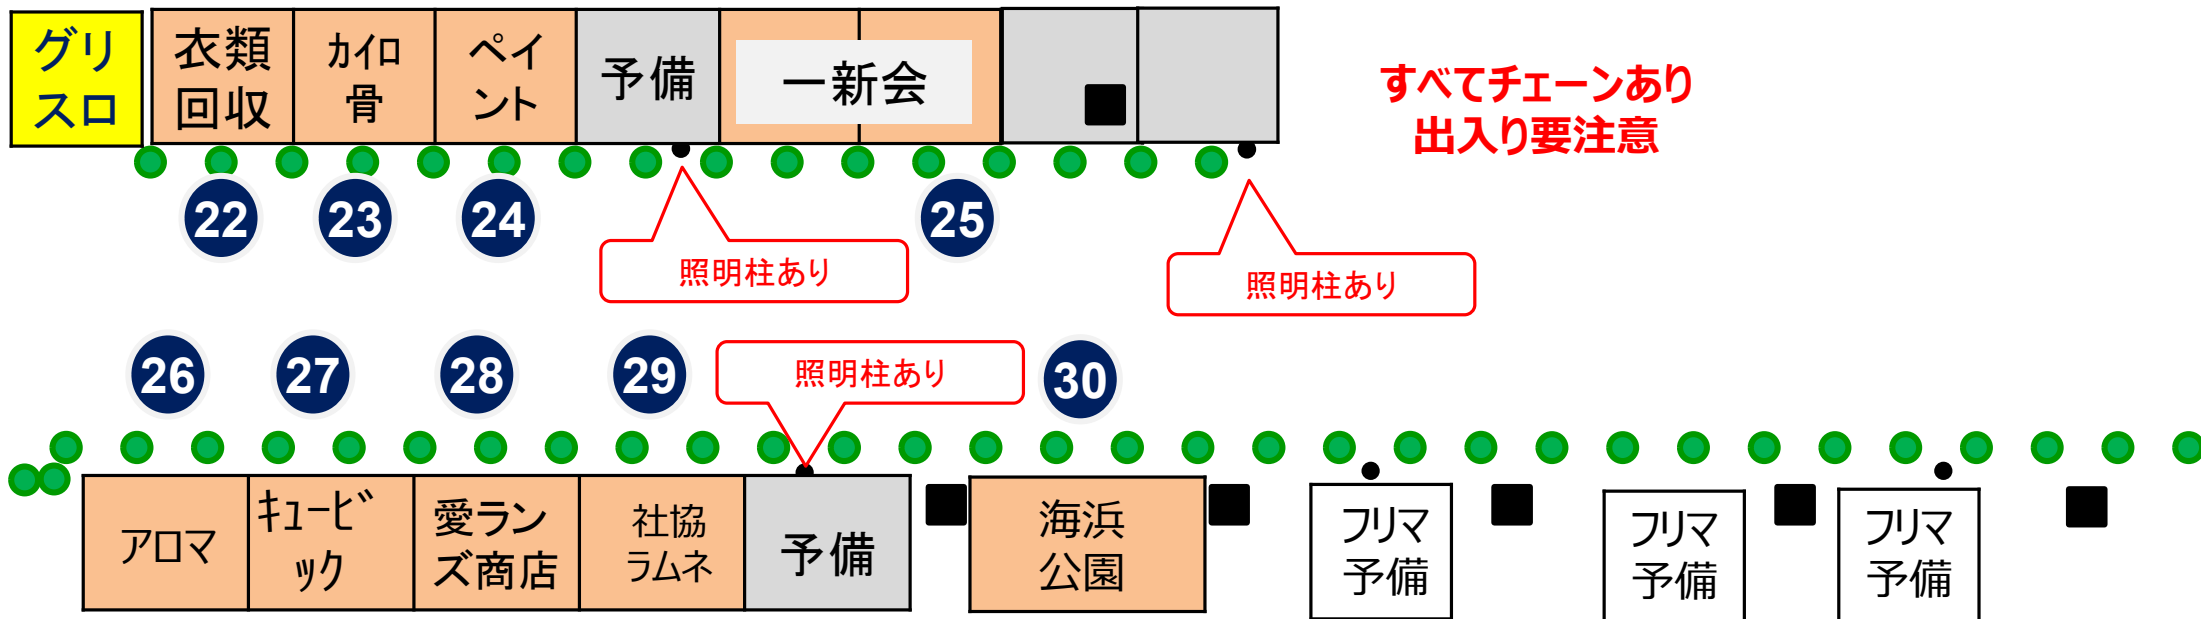 グリ
スロ
衣類
回収
ｶｲﾛ
骨
ペイ
ント
予備
一新会
すべてチェーンあり
出入り要注意
22
23
24
25
照明柱あり
照明柱あり
26
27
28
29
照明柱あり
30
アロマ
ｷｭｰﾋﾞ
ｯｸ
愛ラン
ズ商店
社協
ラムネ
予備
海浜
公園
フリマ
予備
フリマ
予備
フリマ
予備